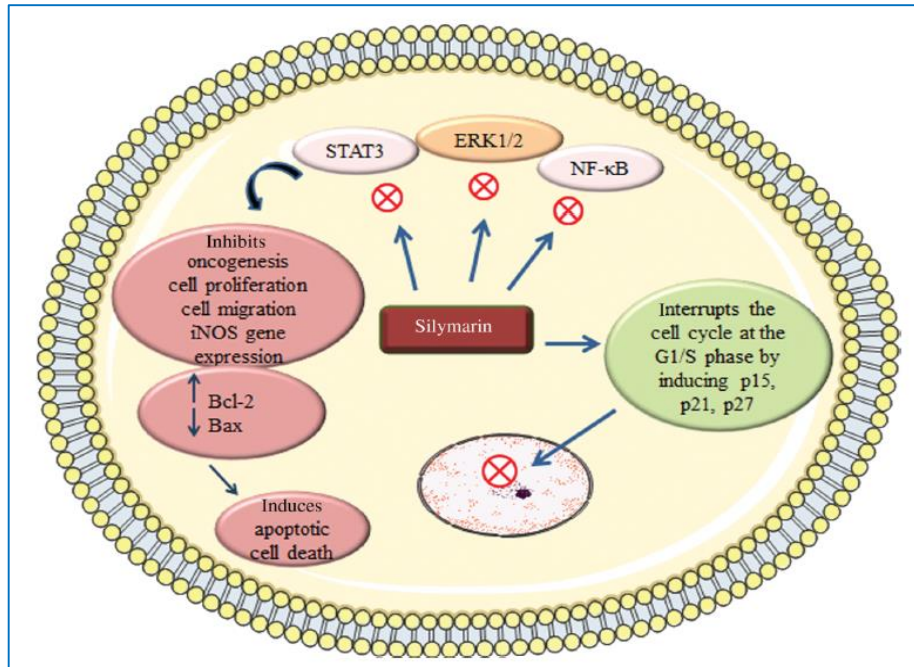 STAT3
ERK1/2
NF-κB
Inhibits
oncogenesis
cell proliferation
cell migration
iNOS gene
expression
Silymarin
Interrupts the
cell cycle at the
G1/S phase by
inducing p15,
p21, p27
Bcl-2
Bax
Induces
apoptotic
cell death